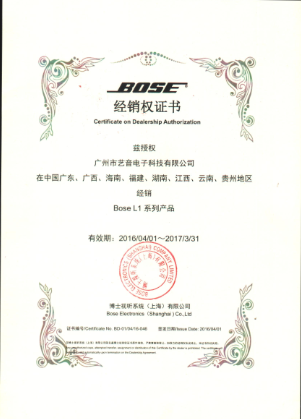 BOSE
经销权证书
Certificate on Dealership Authorization
兹授权
广州市艺音电子科技有限公司
在中国广东、广西、海南、福建、湖南、江西、云南、贵州地区
经销
Bose L1 系列产品
有效期：2016/04/01～2017/3/31
博士视听系统（上海）有限公司
Bose Electronics (Shanghai) Co.,Ltd
证书编号/Certificate No. 签发日期/Issue Date: 2016/04/01